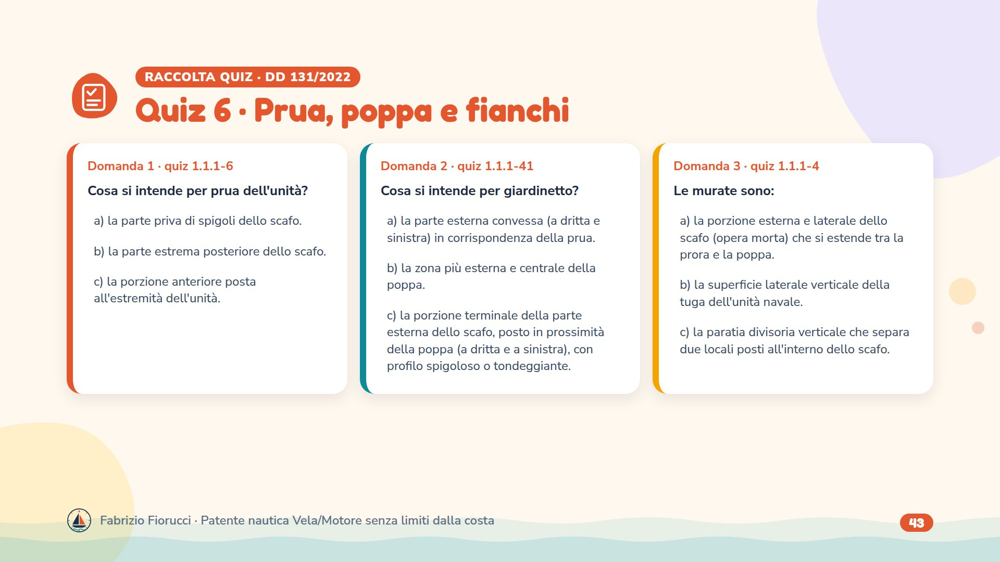 RACCOLTA QUIZ · DD 131/2022
Quiz 6 · Prua, poppa e fianchi
Domanda 1 · quiz 1.1.1-6
Cosa si intende per prua dell'unità?
a) la parte priva di spigoli dello scafo.
b) la parte estrema posteriore dello scafo.
c) la porzione anteriore posta
all'estremità dell'unità.
Domanda 2 · quiz 1.1.1-41
Cosa si intende per giardinetto?
a) la parte esterna convessa (a dritta e
sinistra) in corrispondenza della prua.
b) la zona più esterna e centrale della
poppa.
c) la porzione terminale della parte
esterna dello scafo, posto in prossimità
della poppa (a dritta e a sinistra), con
profilo spigoloso o tondeggiante.
Domanda 3 · quiz 1.1.1-4
Le murate sono:
a) la porzione esterna e laterale dello
scafo (opera morta) che si estende tra la
prora e la poppa.
b) la superficie laterale verticale della
tuga dell'unità navale.
c) la paratia divisoria verticale che separa
due locali posti all'interno dello scafo.
Fabrizio Fiorucci · Patente nautica Vela/Motore senza limiti dalla costa
43